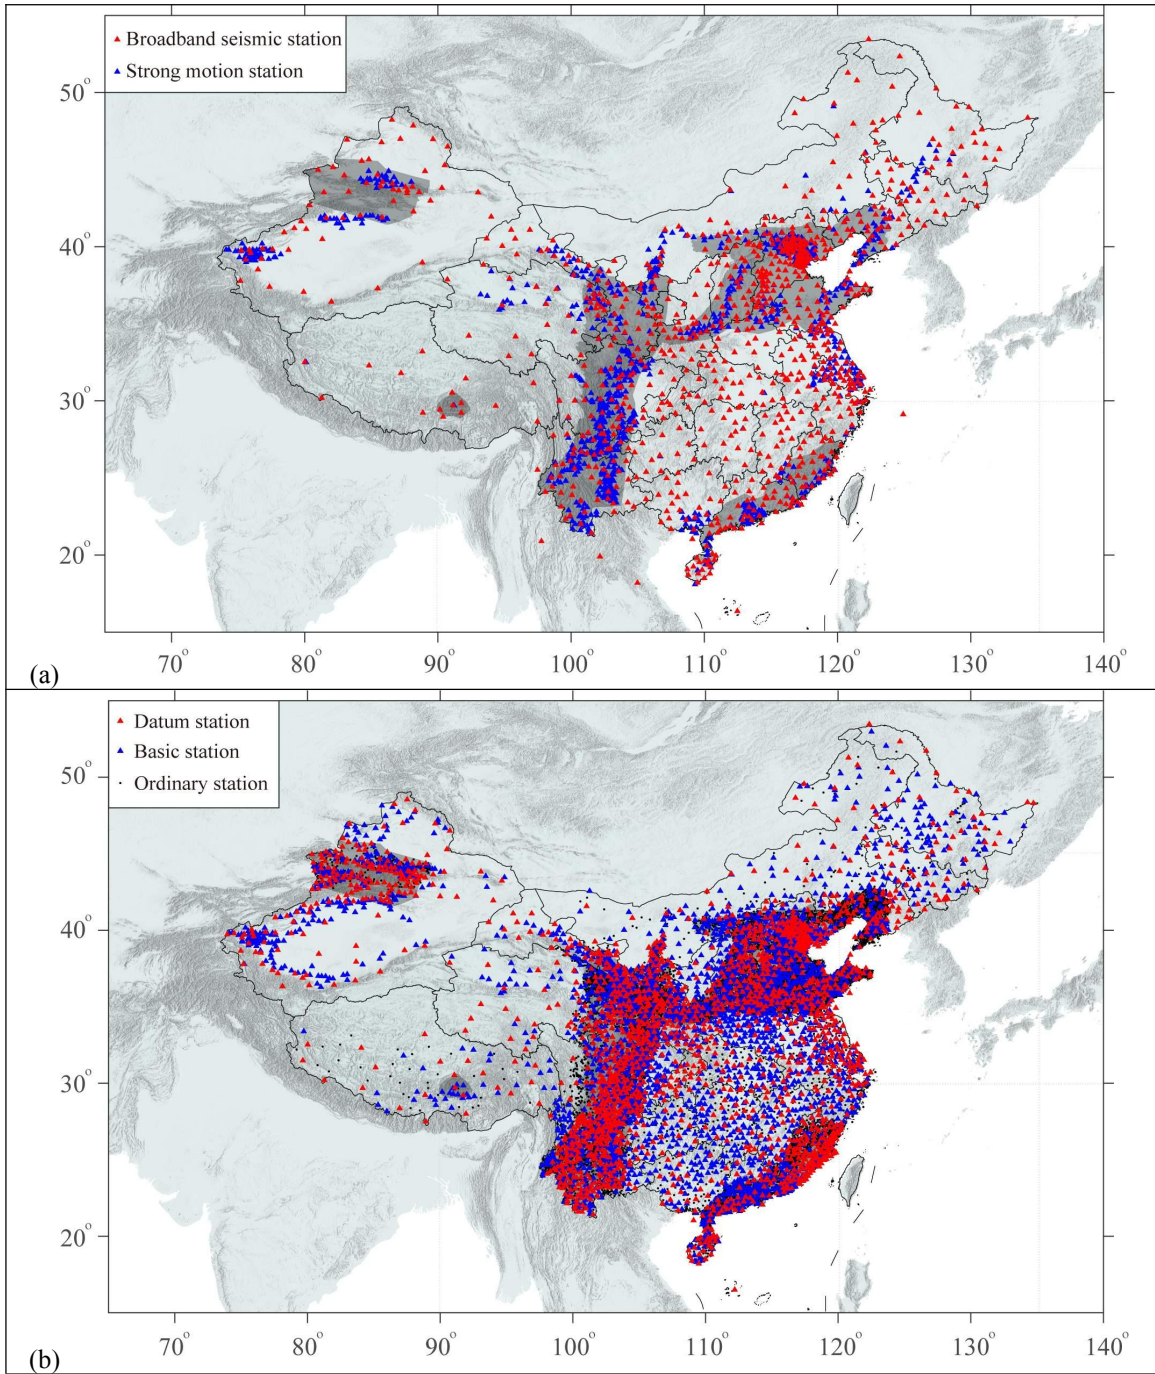 Broadband seismic station
Strong motion station
50°
40°
30°
20°
70° 80° 90° 100° 110° 120° 130° 140°
(a)
Datum station
Basic station
Ordinary station
50°
40°
30°
20°
70° 80° 90° 100° 110° 120° 130° 140°
(b)